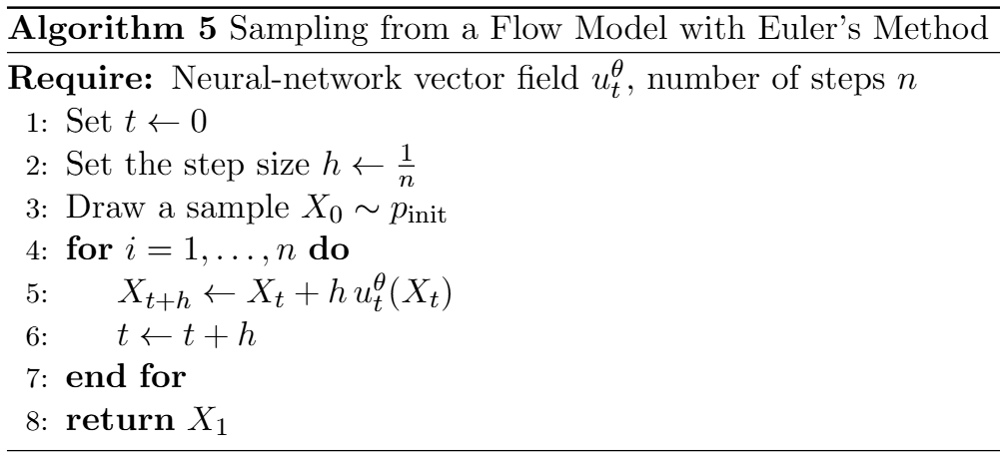 Algorithm 5 Sampling from a Flow Model with Euler's Method
Require: Neural-network vector field $u_t^\theta$, number of steps $n$
1: Set $t \leftarrow 0$
2: Set the step size $h \leftarrow \frac{1}{n}$
3: Draw a sample $X_0 \sim p_{\text{init}}$
4: for $i = 1, \ldots, n$ do
5: $X_{t+h} \leftarrow X_t + h\, u_t^\theta(X_t)$
6: $t \leftarrow t + h$
7: end for
8: return $X_1$